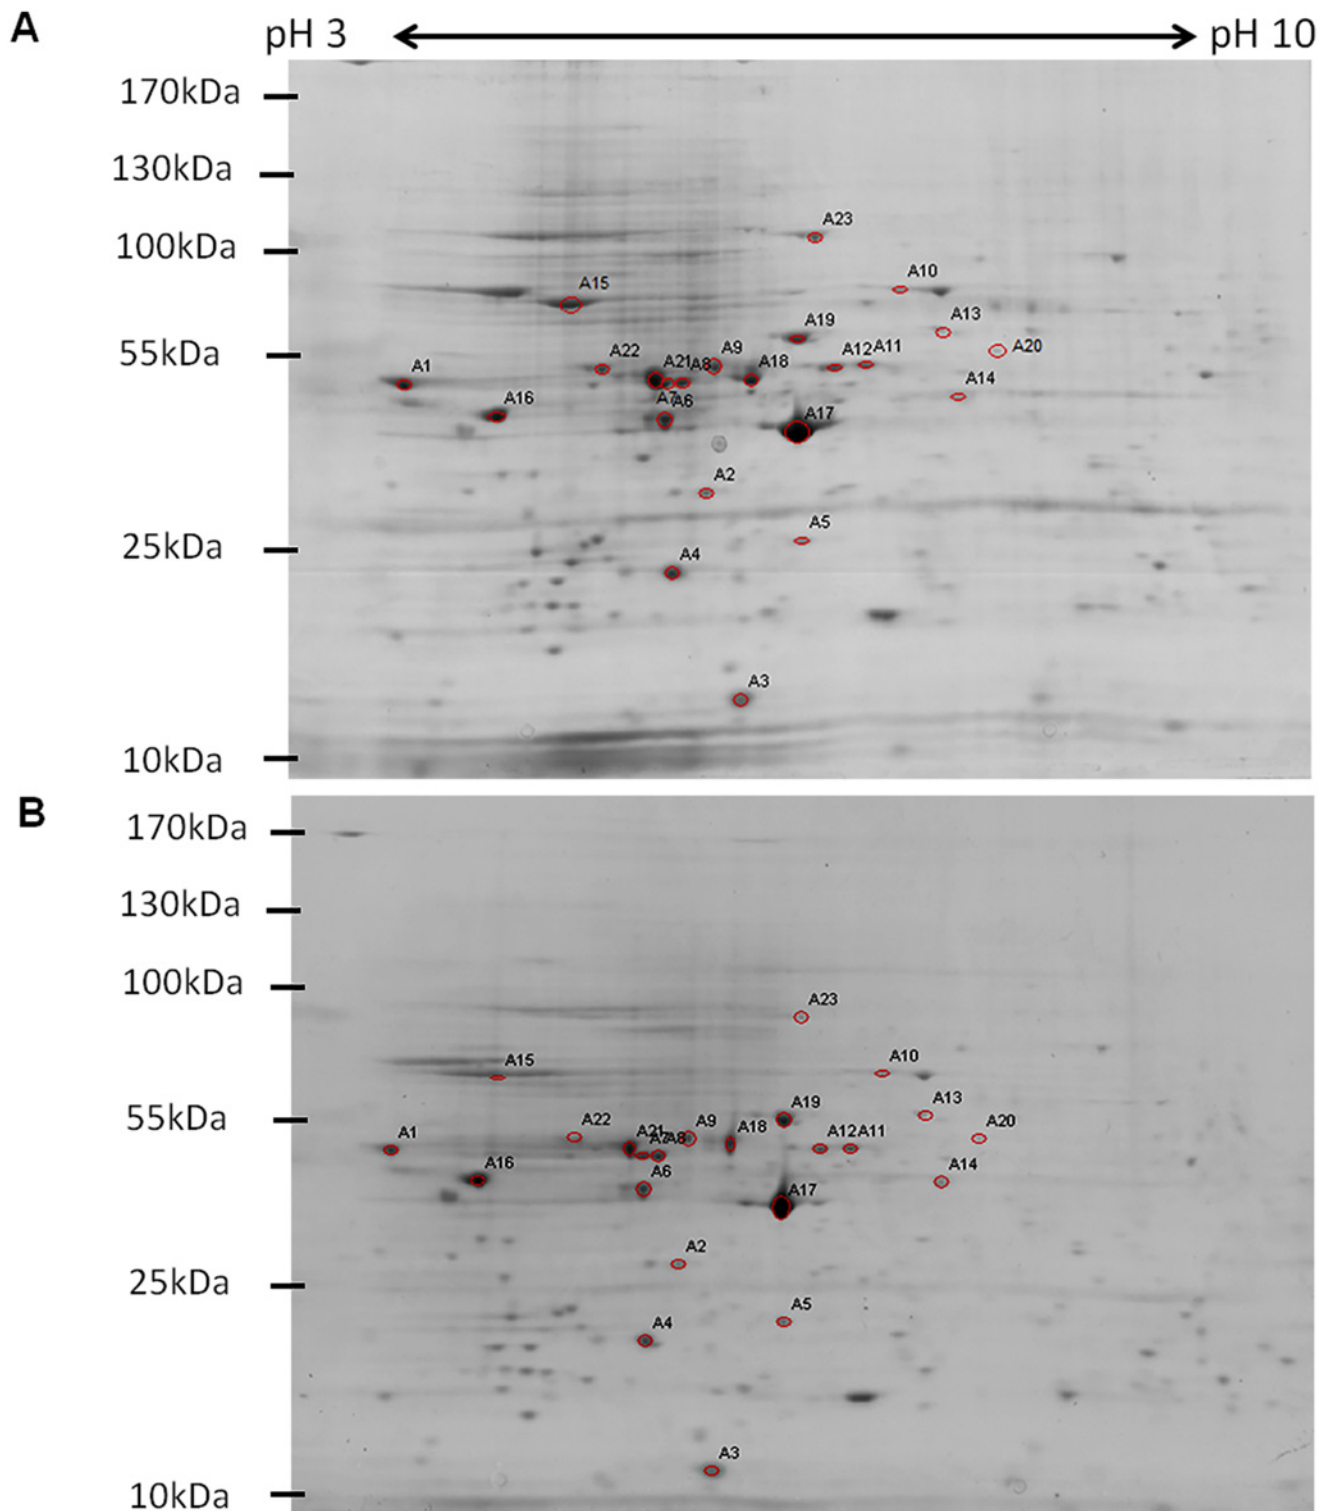 A
pH 3 pH 10
170kDa
130kDa
A23
100kDa
A10
A15
A13
A19
55kDa
A22 A21 A8 A9 A18 A12 A11 A20
A1
A14
A16 A7 A6 A17
A2
A5
25kDa
A4
A3
10kDa
B
170kDa
130kDa
100kDa
A23
A15 A10
A13
A19
55kDa
A1 A22 A21 A7 A8 A9 A18 A12 A11 A20
A16 A6 A14
A17
A2
25kDa
A5
A4
A3
10kDa